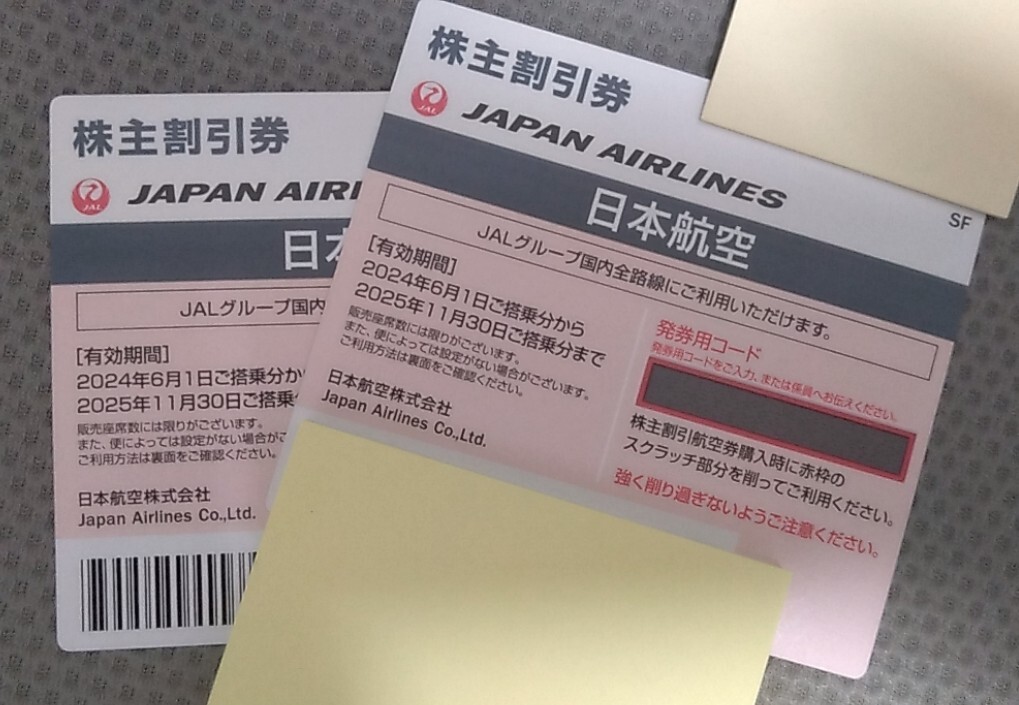 株主割引券
JAL
JAPAN AIRLINES
SF
日本航空
JALグループ国内全路線にご利用いただけます。
[有効期間]
2024年6月1日ご搭乗分から
2025年11月30日ご搭乗分まで
販売座席数には限りがございます。
また、便によっては設定がない場合がございます。
ご利用方法は裏面をご確認ください。
日本航空株式会社
Japan Airlines Co.,Ltd.
発券用コード
発券用コードをご入力、または係員へお伝えください。
株主割引航空券購入時に赤枠の
スクラッチ部分を削ってご利用ください。
強く削り過ぎないようご注意ください。
株主割引券
JAL
JAPAN AIRL
日本
JALグループ国内
[有効期間]
2024年6月1日ご搭乗分か
2025年11月30日ご搭乗
販売座席数には限りがございます。
また、便によっては設定がない場合がご
ご利用方法は裏面をご確認ください。
日本航空株式会社
Japan Airlines Co.,Ltd.